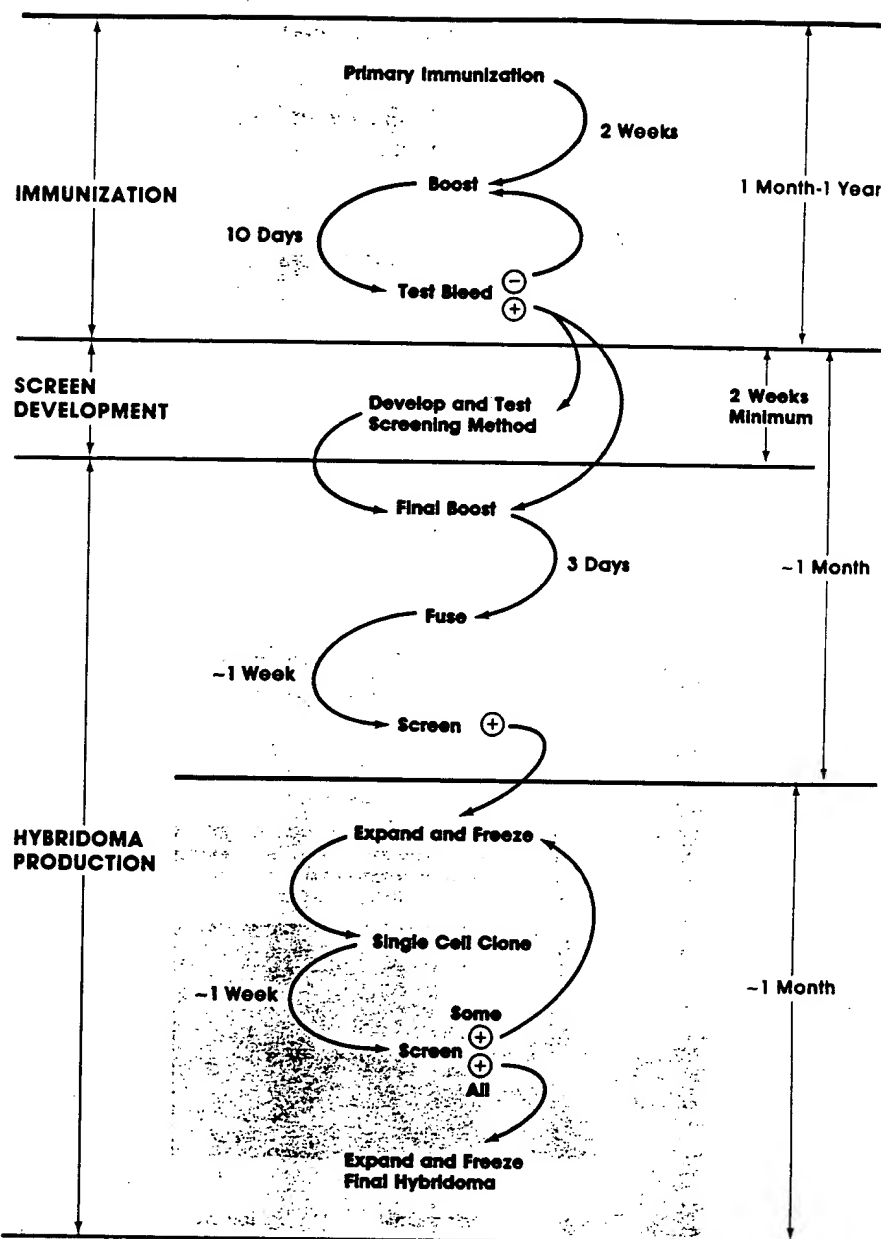 Primary Immunization
2 Weeks
IMMUNIZATION
Boost
1 Month-1 Year
10 Days
Test Bleed
−
+
SCREEN
DEVELOPMENT
Develop and Test
Screening Method
2 Weeks
Minimum
Final Boost
3 Days
~1 Month
Fuse
~1 Week
Screen +
HYBRIDOMA
PRODUCTION
Expand and Freeze
Single Cell Clone
~1 Week
~1 Month
Some
+
Screen
+
All
Expand and Freeze
Final Hybridoma